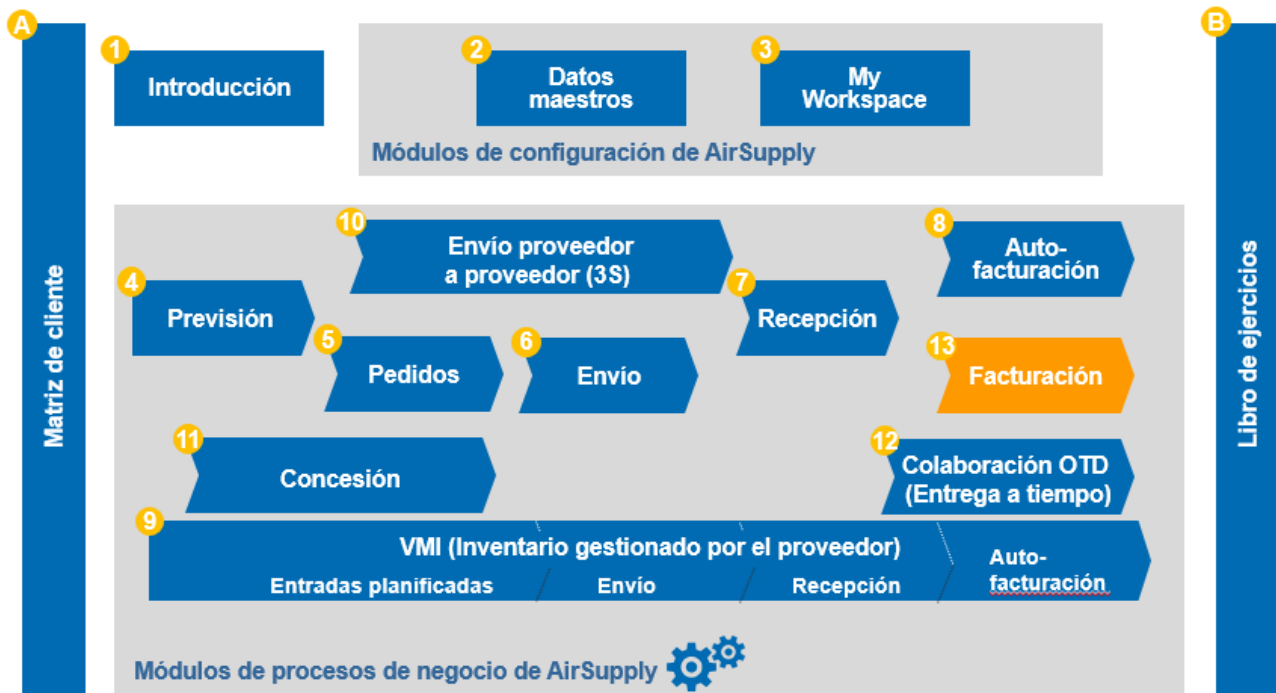 A
B
1
Introducción
2
Datos
maestros
3
My
Workspace
Módulos de configuración de AirSupply
Matriz de cliente
Libro de ejercicios
10
Envío proveedor
a proveedor (3S)
8
Auto-
facturación
4
Previsión
7
Recepción
5
Pedidos
6
Envío
13
Facturación
11
Concesión
12
Colaboración OTD
(Entrega a tiempo)
9
VMI (Inventario gestionado por el proveedor)
Entradas planificadas
Envío
Recepción
Auto-
facturación
Módulos de procesos de negocio de AirSupply